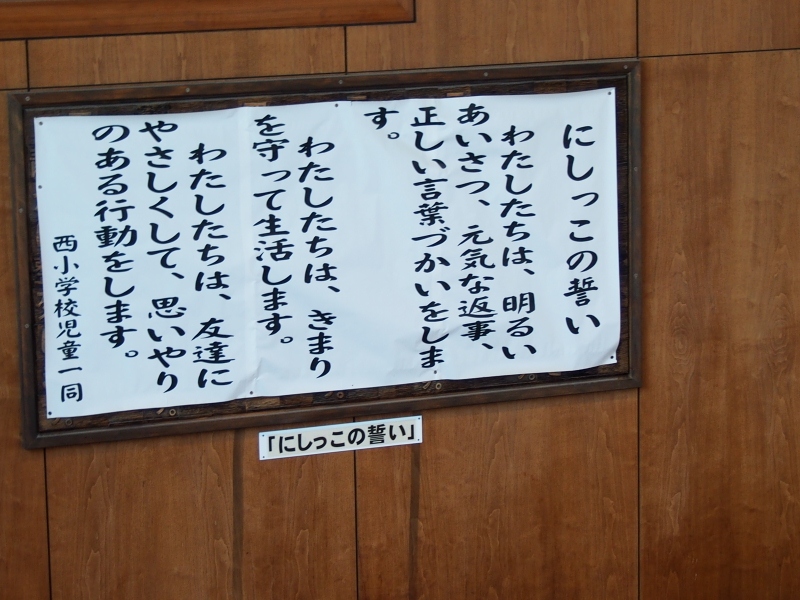 にしっこの誓い
わたしたちは、明るい
あいさつ、元気な返事、
正しい言葉づかいをしま
す。
わたしたちは、きまり
を守って生活します。
わたしたちは、友達に
やさしくして、思いやり
のある行動をします。
西小学校児童一同
「にしっこの誓い」